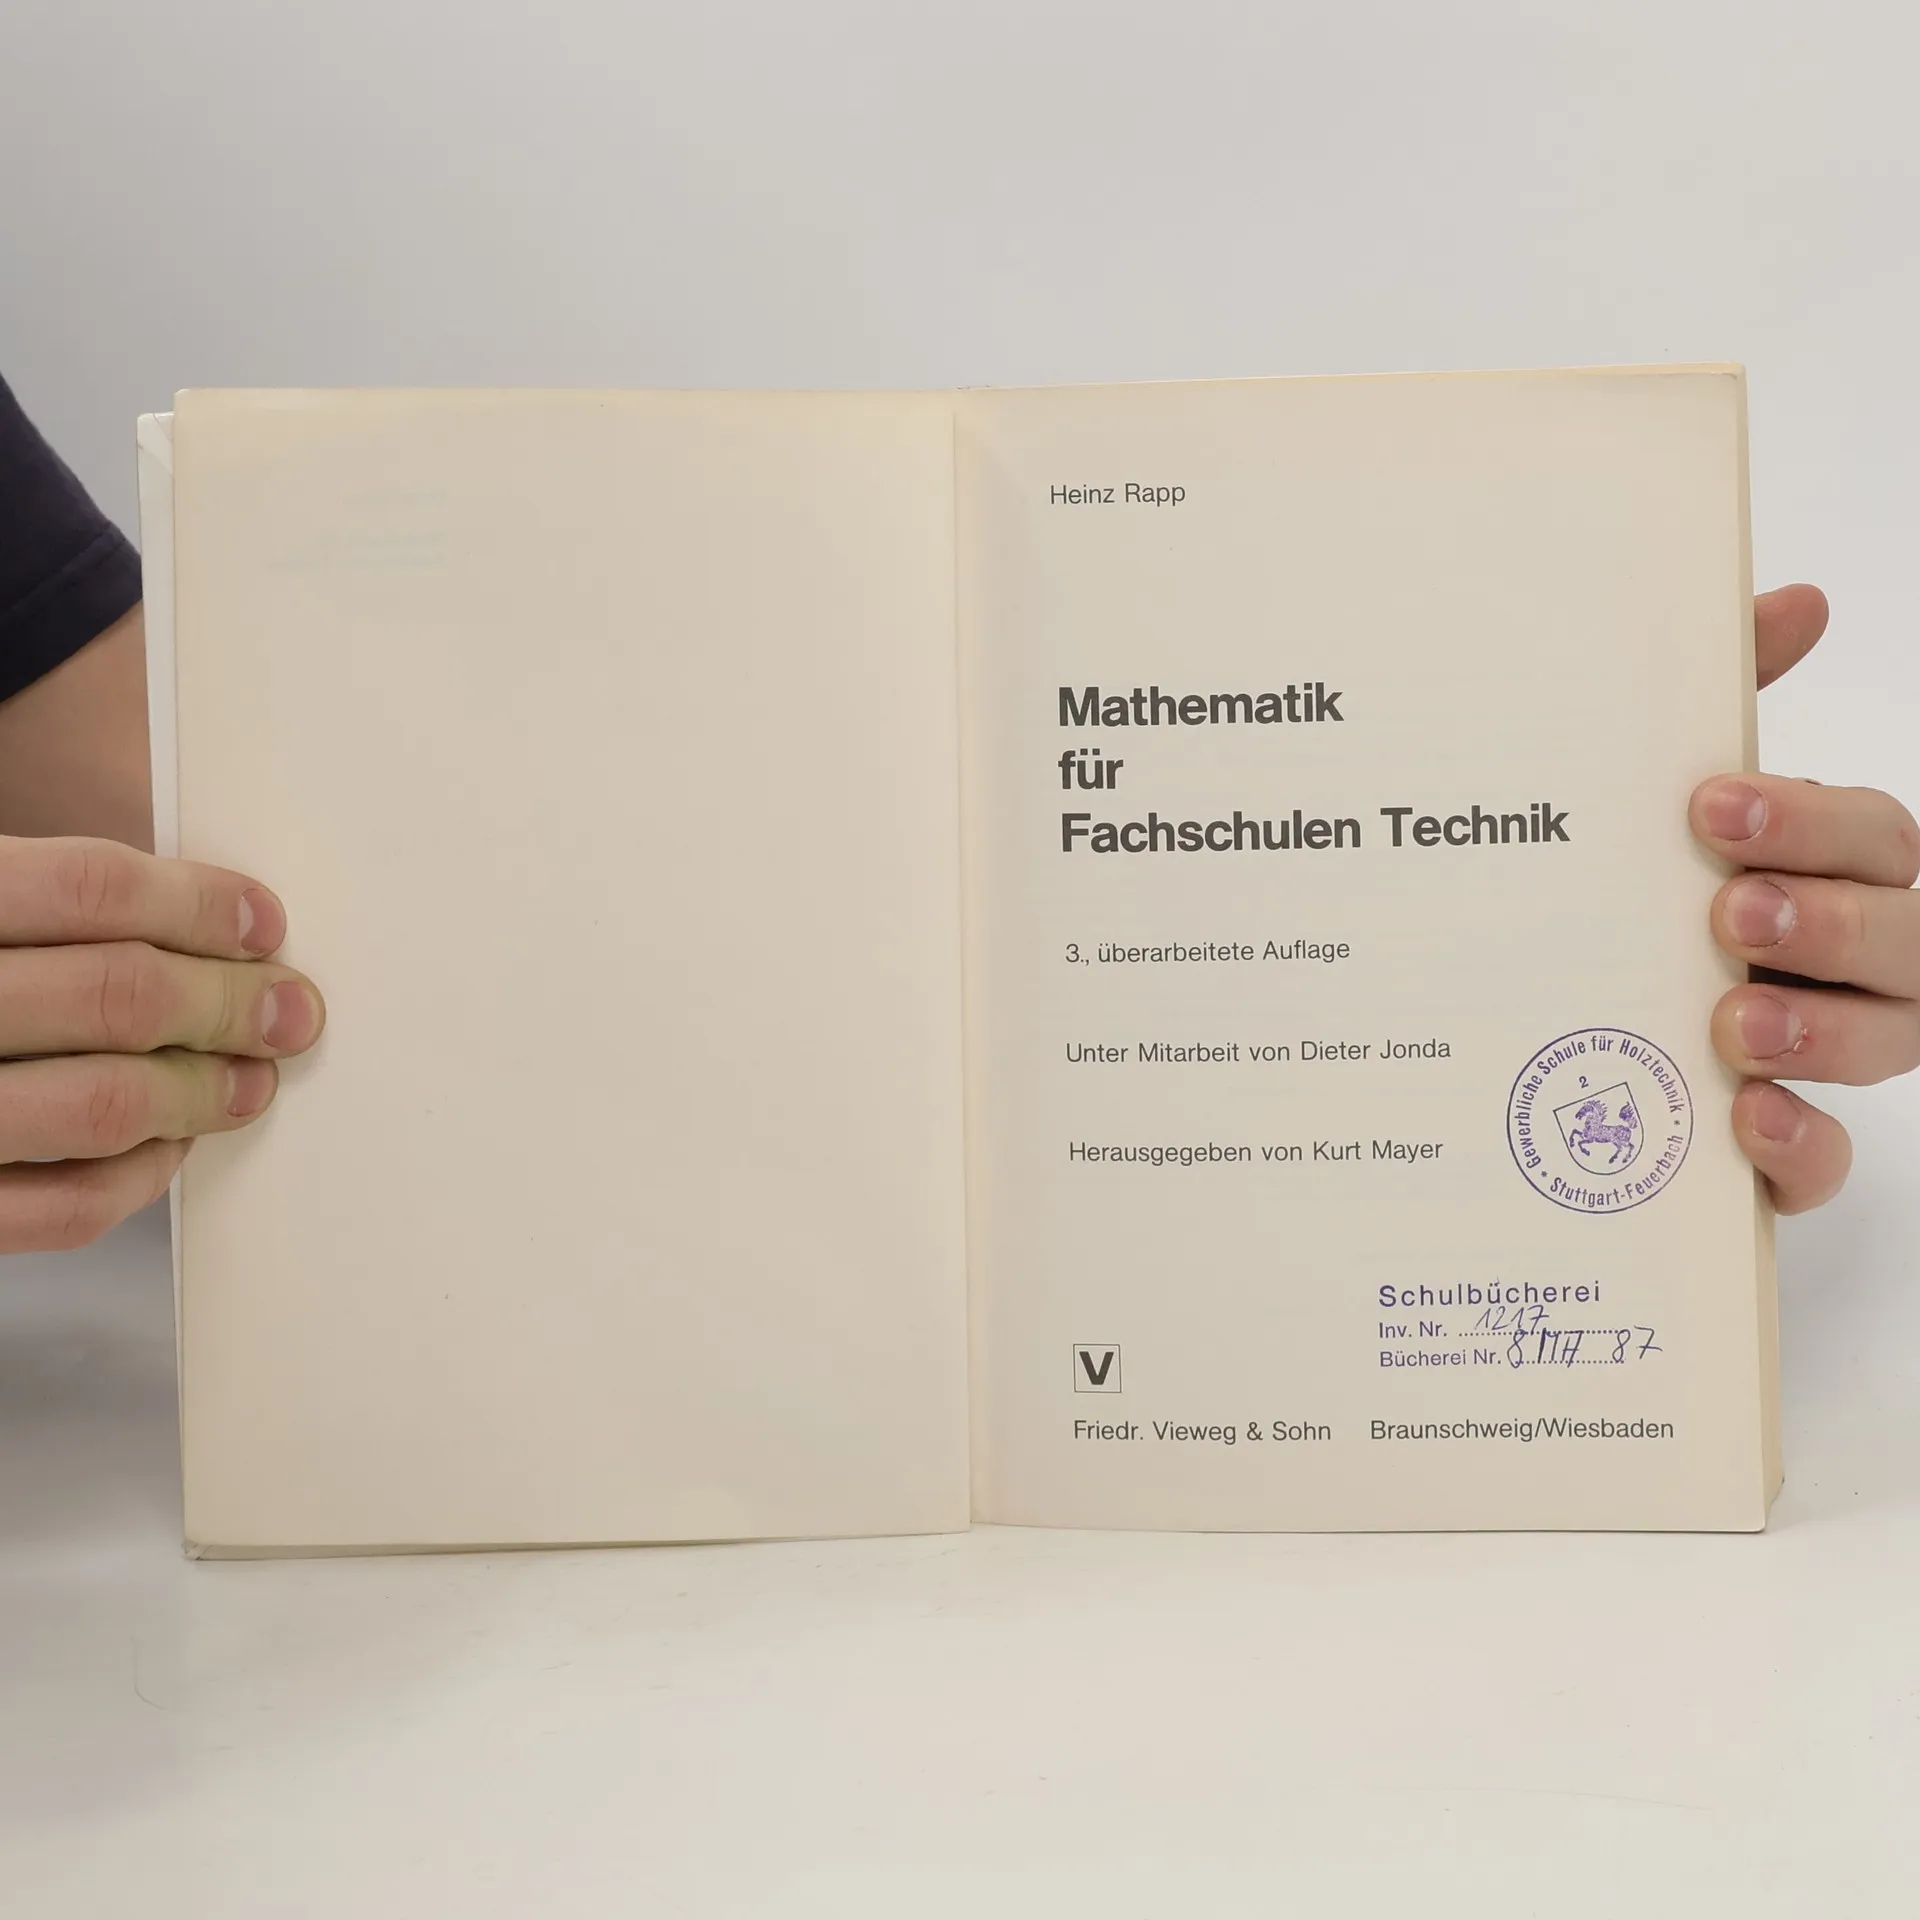 Heinz Rapp
Mathematik
für
Fachschulen Technik
3., überarbeitete Auflage
Unter Mitarbeit von Dieter Jonda
Gewerbliche Schule für Holztechnik * Stuttgart-Feuerbach *
2
Herausgegeben von Kurt Mayer
Schulbücherei
Inv. Nr. 1217
Bücherei Nr. 8 87
V
Friedr. Vieweg & Sohn Braunschweig/Wiesbaden